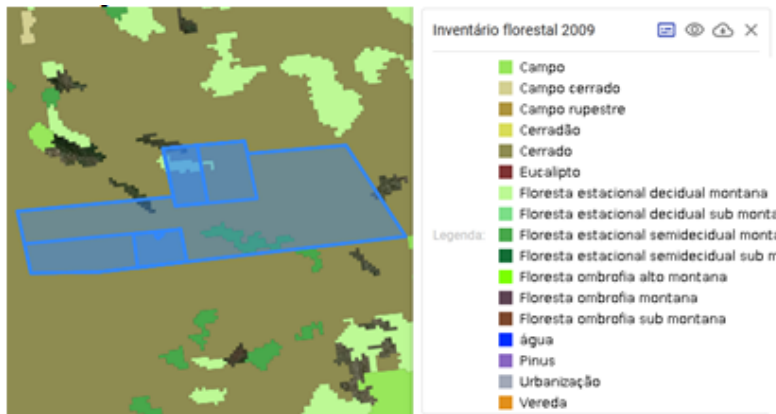 Inventário florestal 2009
Campo
Campo cerrado
Campo rupestre
Cerradão
Cerrado
Eucalipto
Floresta estacional decidual montana
Floresta estacional decidual sub monta
Legenda:
Floresta estacional semidecidual monta
Floresta estacional semidecidual sub m
Floresta ombrofia alto montana
Floresta ombrofia montana
Floresta ombrofia sub montana
água
Pinus
Urbanização
Vereda